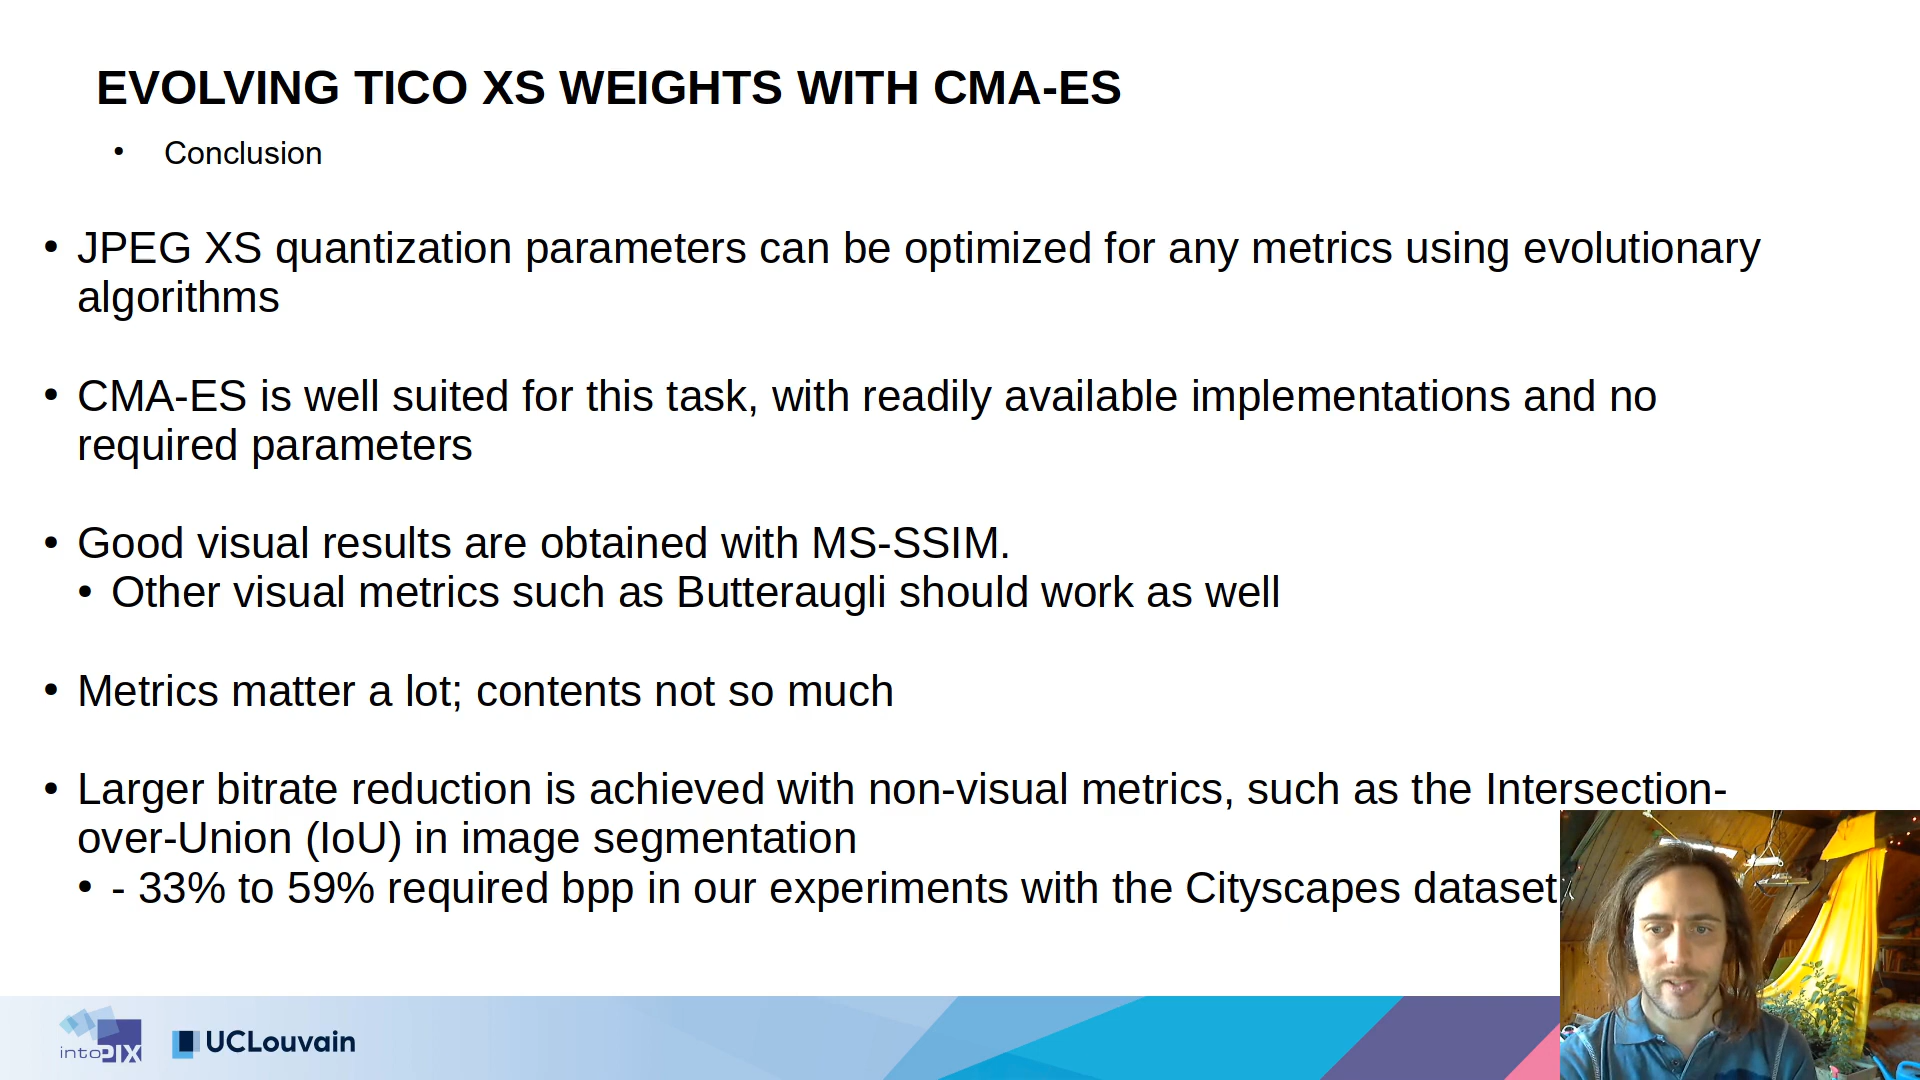 EVOLVING TICO XS WEIGHTS WITH CMA-ES
• Conclusion
• JPEG XS quantization parameters can be optimized for any metrics using evolutionary
algorithms
• CMA-ES is well suited for this task, with readily available implementations and no
required parameters
• Good visual results are obtained with MS-SSIM.
• Other visual metrics such as Butteraugli should work as well
• Metrics matter a lot; contents not so much
• Larger bitrate reduction is achieved with non-visual metrics, such as the Intersection-
over-Union (IoU) in image segmentation
• - 33% to 59% required bpp in our experiments with the Cityscapes dataset
intoPIX UCLouvain